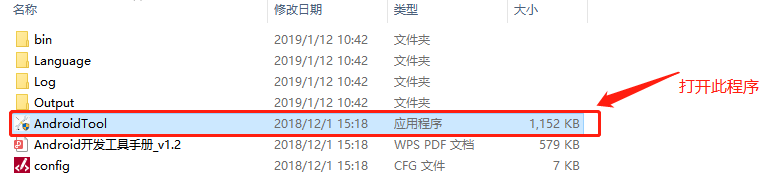 名称 修改日期 类型 大小
bin 2019/1/12 10:42 文件夹
Language 2019/1/12 10:42 文件夹
Log 2019/1/12 10:42 文件夹
Output 2019/1/12 10:42 文件夹
AndroidTool 2018/12/1 15:18 应用程序 1,152 KB
打开此程序
Android开发工具手册_v1.2 2018/12/1 15:18 WPS PDF 文档 579 KB
config 2018/12/1 15:18 CFG 文件 7 KB